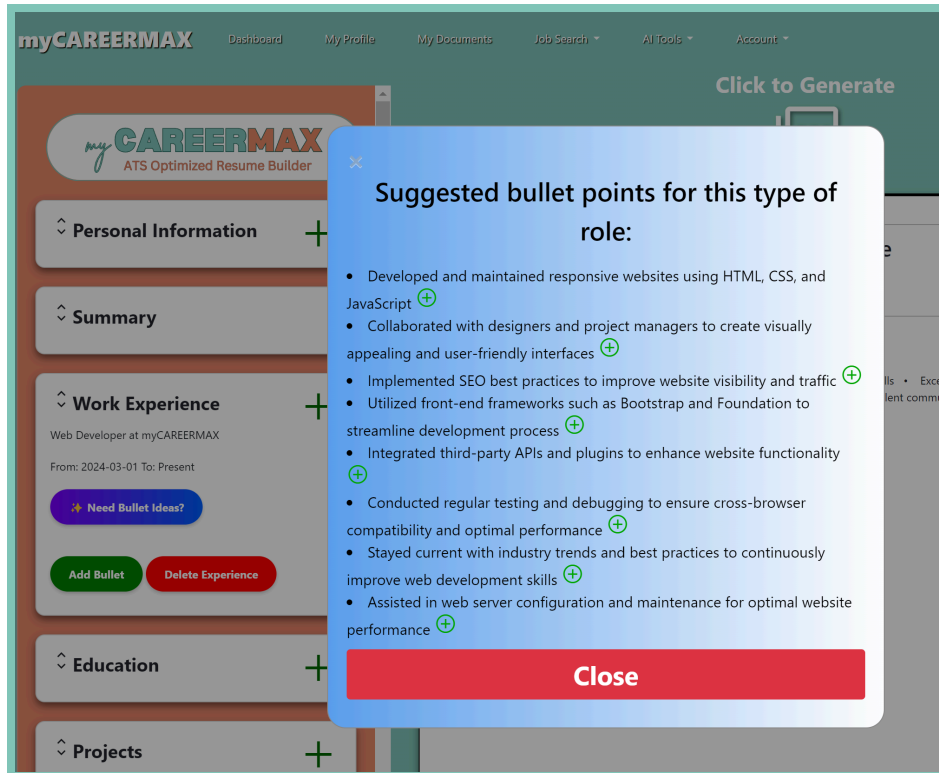 myCAREERMAX
Dashboard
My Profile
My Documents
Job Search
AI Tools
Account
Click to Generate
my CAREERMAX
ATS Optimized Resume Builder
Personal Information
Summary
Work Experience
Web Developer at myCAREERMAX
From: 2024-03-01 To: Present
✨ Need Bullet Ideas?
Add Bullet
Delete Experience
Education
Projects
×
Suggested bullet points for this type of
role:
• Developed and maintained responsive websites using HTML, CSS, and
JavaScript
• Collaborated with designers and project managers to create visually
appealing and user-friendly interfaces
• Implemented SEO best practices to improve website visibility and traffic
• Utilized front-end frameworks such as Bootstrap and Foundation to
streamline development process
• Integrated third-party APIs and plugins to enhance website functionality
• Conducted regular testing and debugging to ensure cross-browser
compatibility and optimal performance
• Stayed current with industry trends and best practices to continuously
improve web development skills
• Assisted in web server configuration and maintenance for optimal website
performance
Close
e
lls • Exce
lent commu